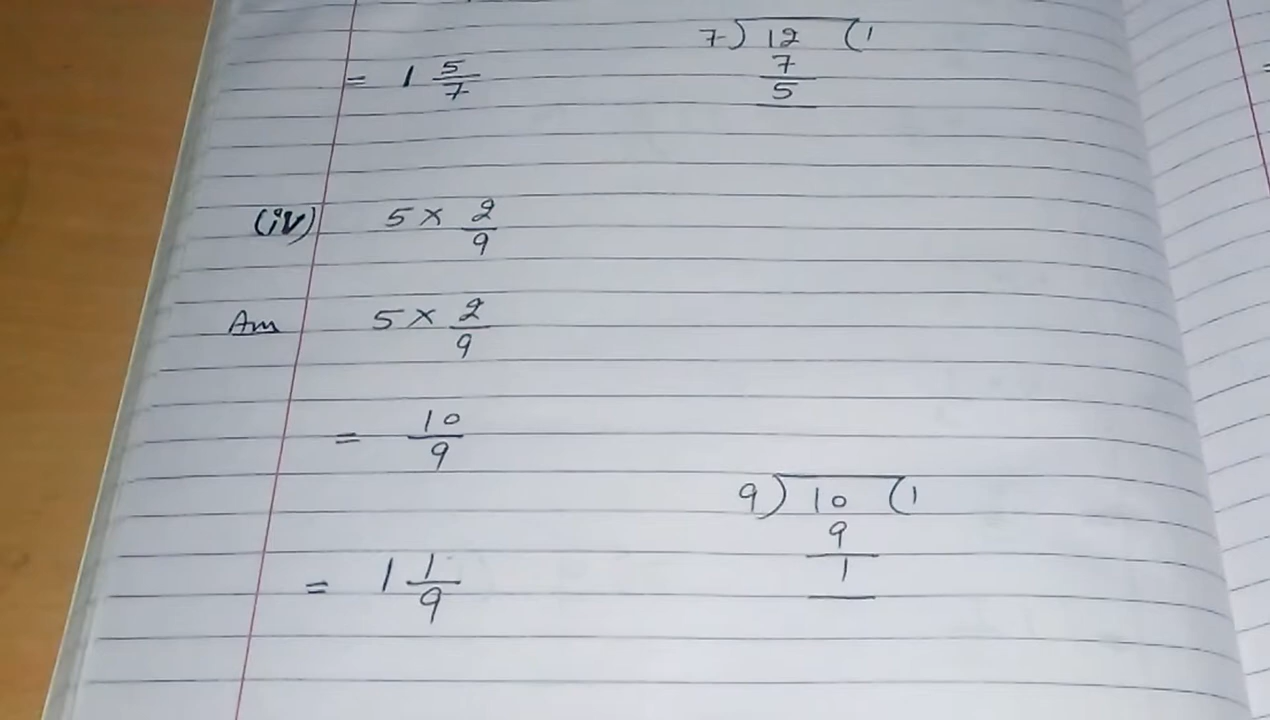 7) 12 (1
7
= 1 5/7
5
(iv) 5 × 2/9
Ans 5 × 2/9
= 10/9
9) 10 (1
9
1
= 1 1/9